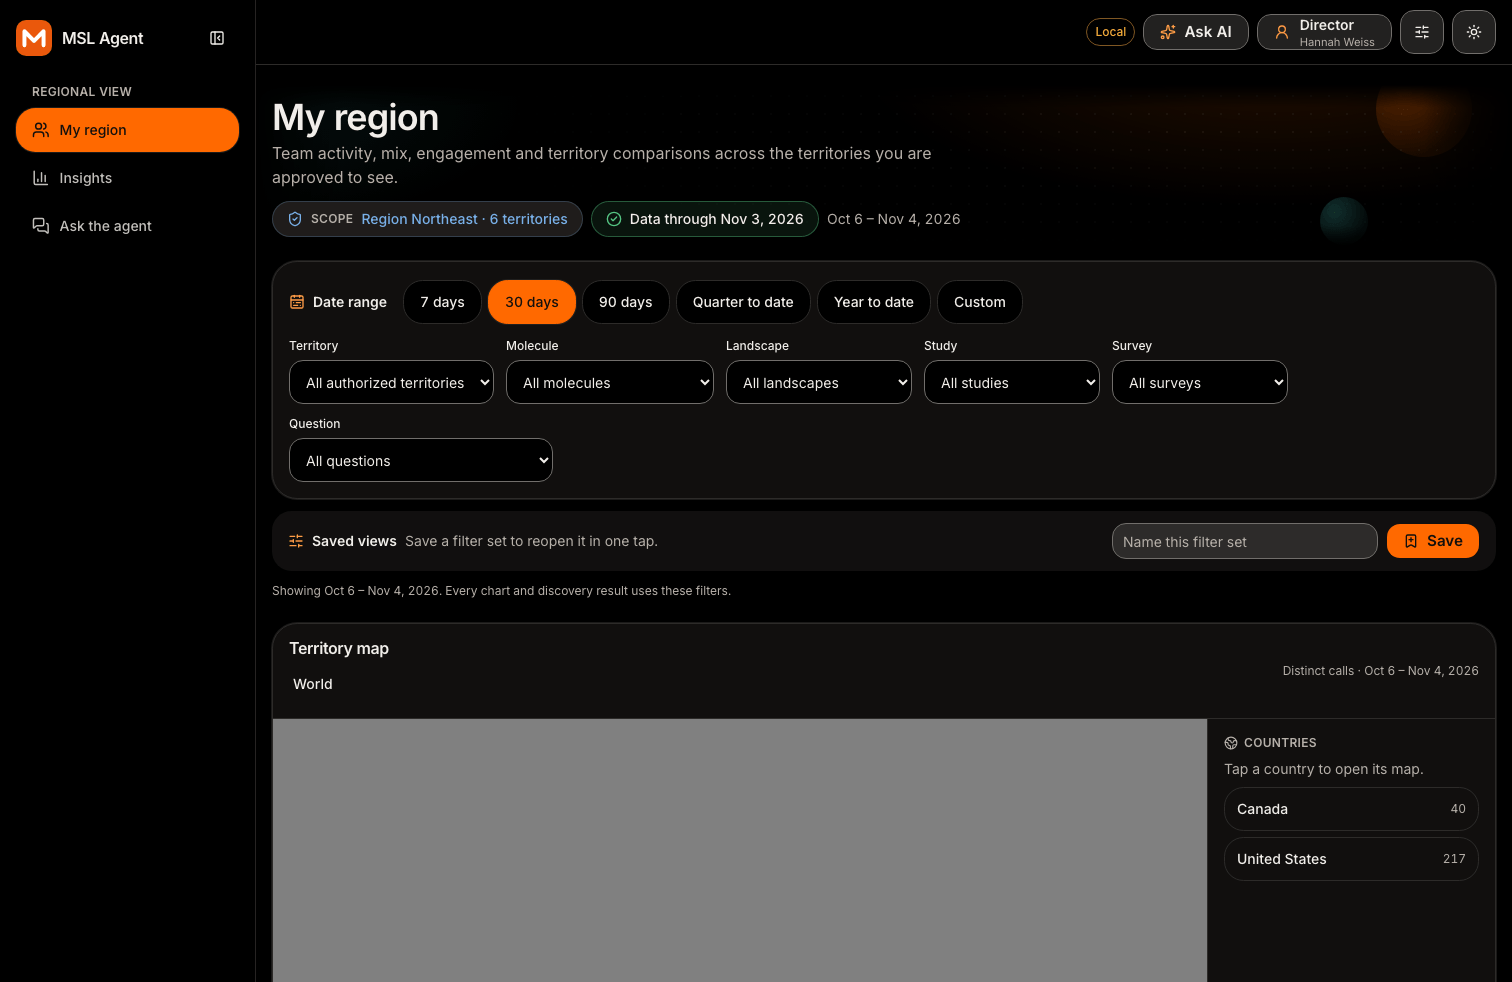 MSL Agent
Local
Ask AI
Director
Hannah Weiss
REGIONAL VIEW
My region
Insights
Ask the agent
My region
Team activity, mix, engagement and territory comparisons across the territories you are
approved to see.
SCOPE Region Northeast · 6 territories
Data through Nov 3, 2026
Oct 6 – Nov 4, 2026
Date range
7 days
30 days
90 days
Quarter to date
Year to date
Custom
Territory
Molecule
Landscape
Study
Survey
All authorized territories
All molecules
All landscapes
All studies
All surveys
Question
All questions
Saved views Save a filter set to reopen it in one tap.
Name this filter set
Save
Showing Oct 6 – Nov 4, 2026. Every chart and discovery result uses these filters.
Territory map
World
Distinct calls · Oct 6 – Nov 4, 2026
COUNTRIES
Tap a country to open its map.
Canada 40
United States 217